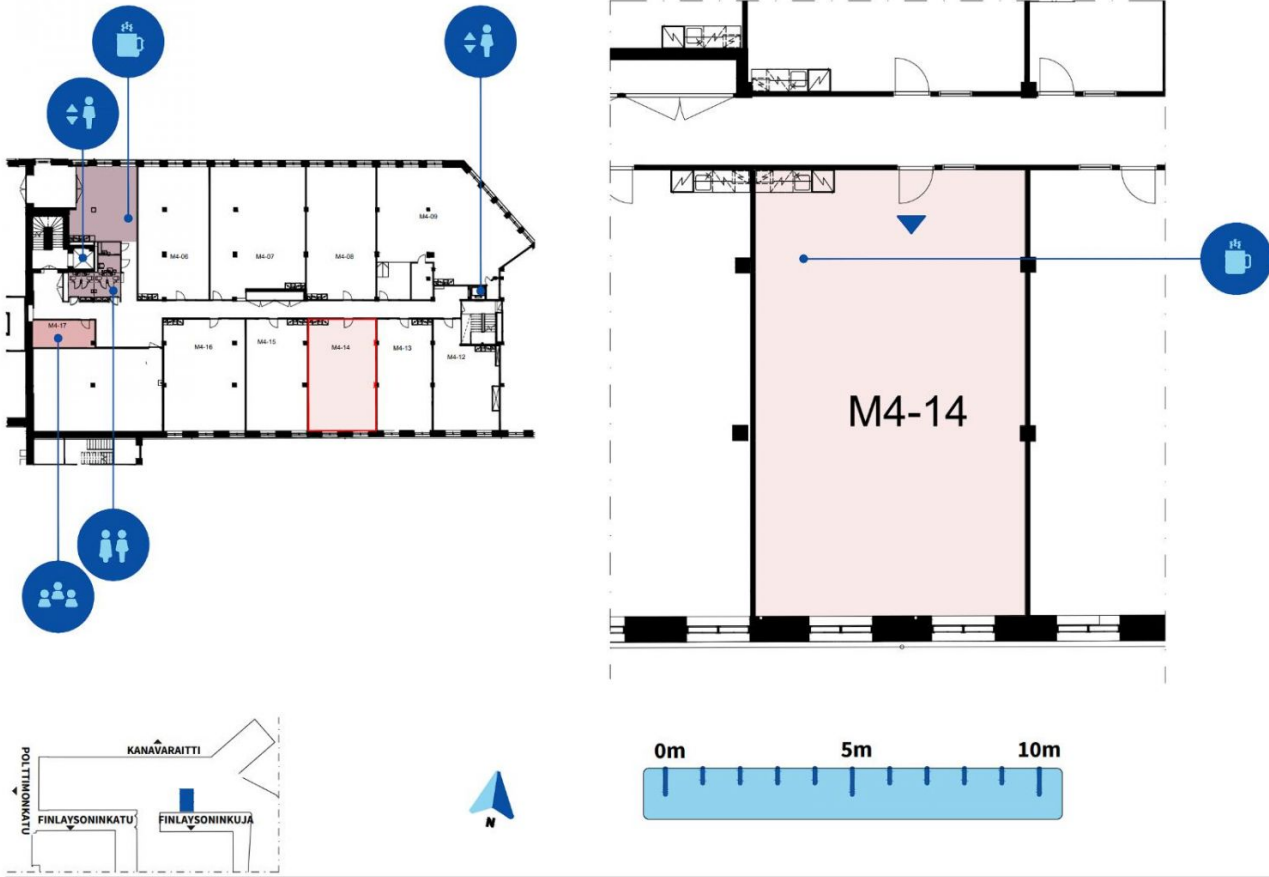 M4-09
M4-06
M4-07
M4-08
M4-17
M4-16
M4-15
M4-14
M4-13
M4-12
M4-14
KANAVARAITTI
POLTTIMONKATU
FINLAYSONINKATU
FINLAYSONINKUJA
N
0m 5m 10m